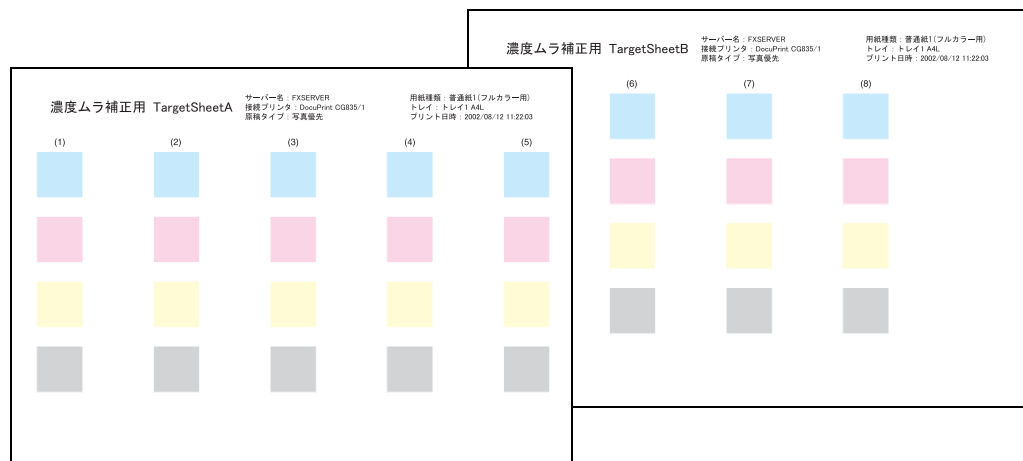 濃度ムラ補正用 TargetSheetA
サーバー名：FXSERVER
接続プリンタ：DocuPrint CG835/1
原稿タイプ：写真優先
用紙種類：普通紙1(フルカラー用)
トレイ：トレイ1 A4L
プリント日時：2002/08/12 11:22:03
(1) (2) (3) (4) (5)
濃度ムラ補正用 TargetSheetB
サーバー名：FXSERVER
接続プリンタ：DocuPrint CG835/1
原稿タイプ：写真優先
用紙種類：普通紙1(フルカラー用)
トレイ：トレイ1 A4L
プリント日時：2002/08/12 11:22:03
(6) (7) (8)